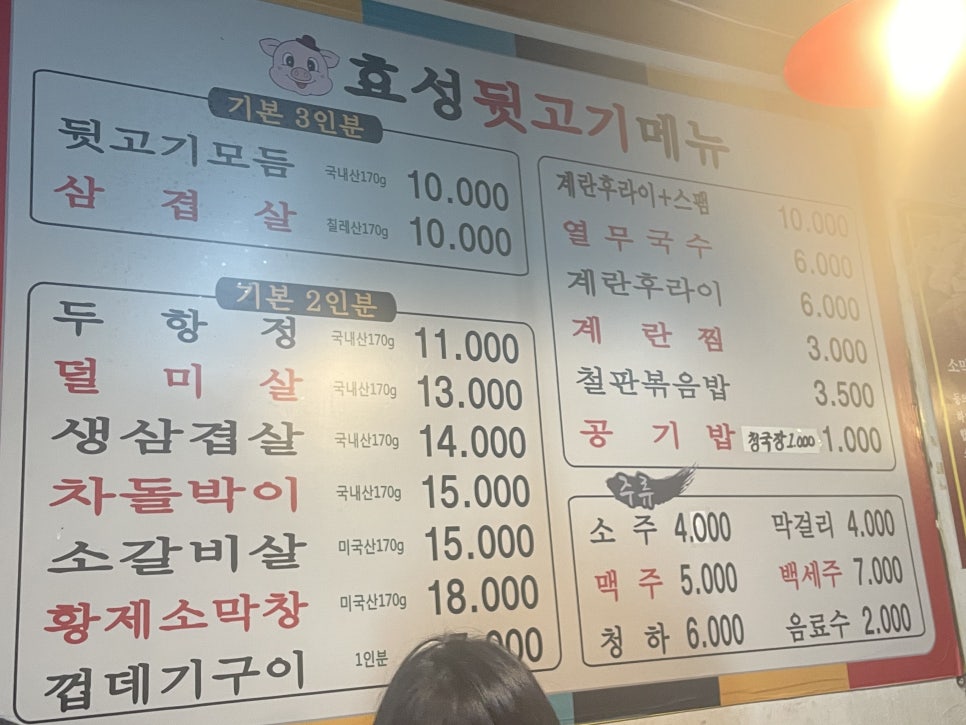 효성뒷고기메뉴
기본 3인분
뒷고기모듬 국내산170g 10.000
삼겹살 칠레산170g 10.000
기본 2인분
두항정 국내산170g 11.000
덜미살 국내산170g 13.000
생삼겹살 국내산170g 14.000
차돌박이 국내산170g 15.000
소갈비살 미국산170g 15.000
황제소막창 미국산170g 18.000
껍데기구이 1인분
계란후라이+스팸 10.000
열무국수 6.000
계란후라이 6.000
계란찜 3.000
철판볶음밥 3.500
공기밥 청국장1.000 1.000
주류
소주 4.000 막걸리 4.000
맥주 5.000 백세주 7.000
청하 6.000 음료수 2.000